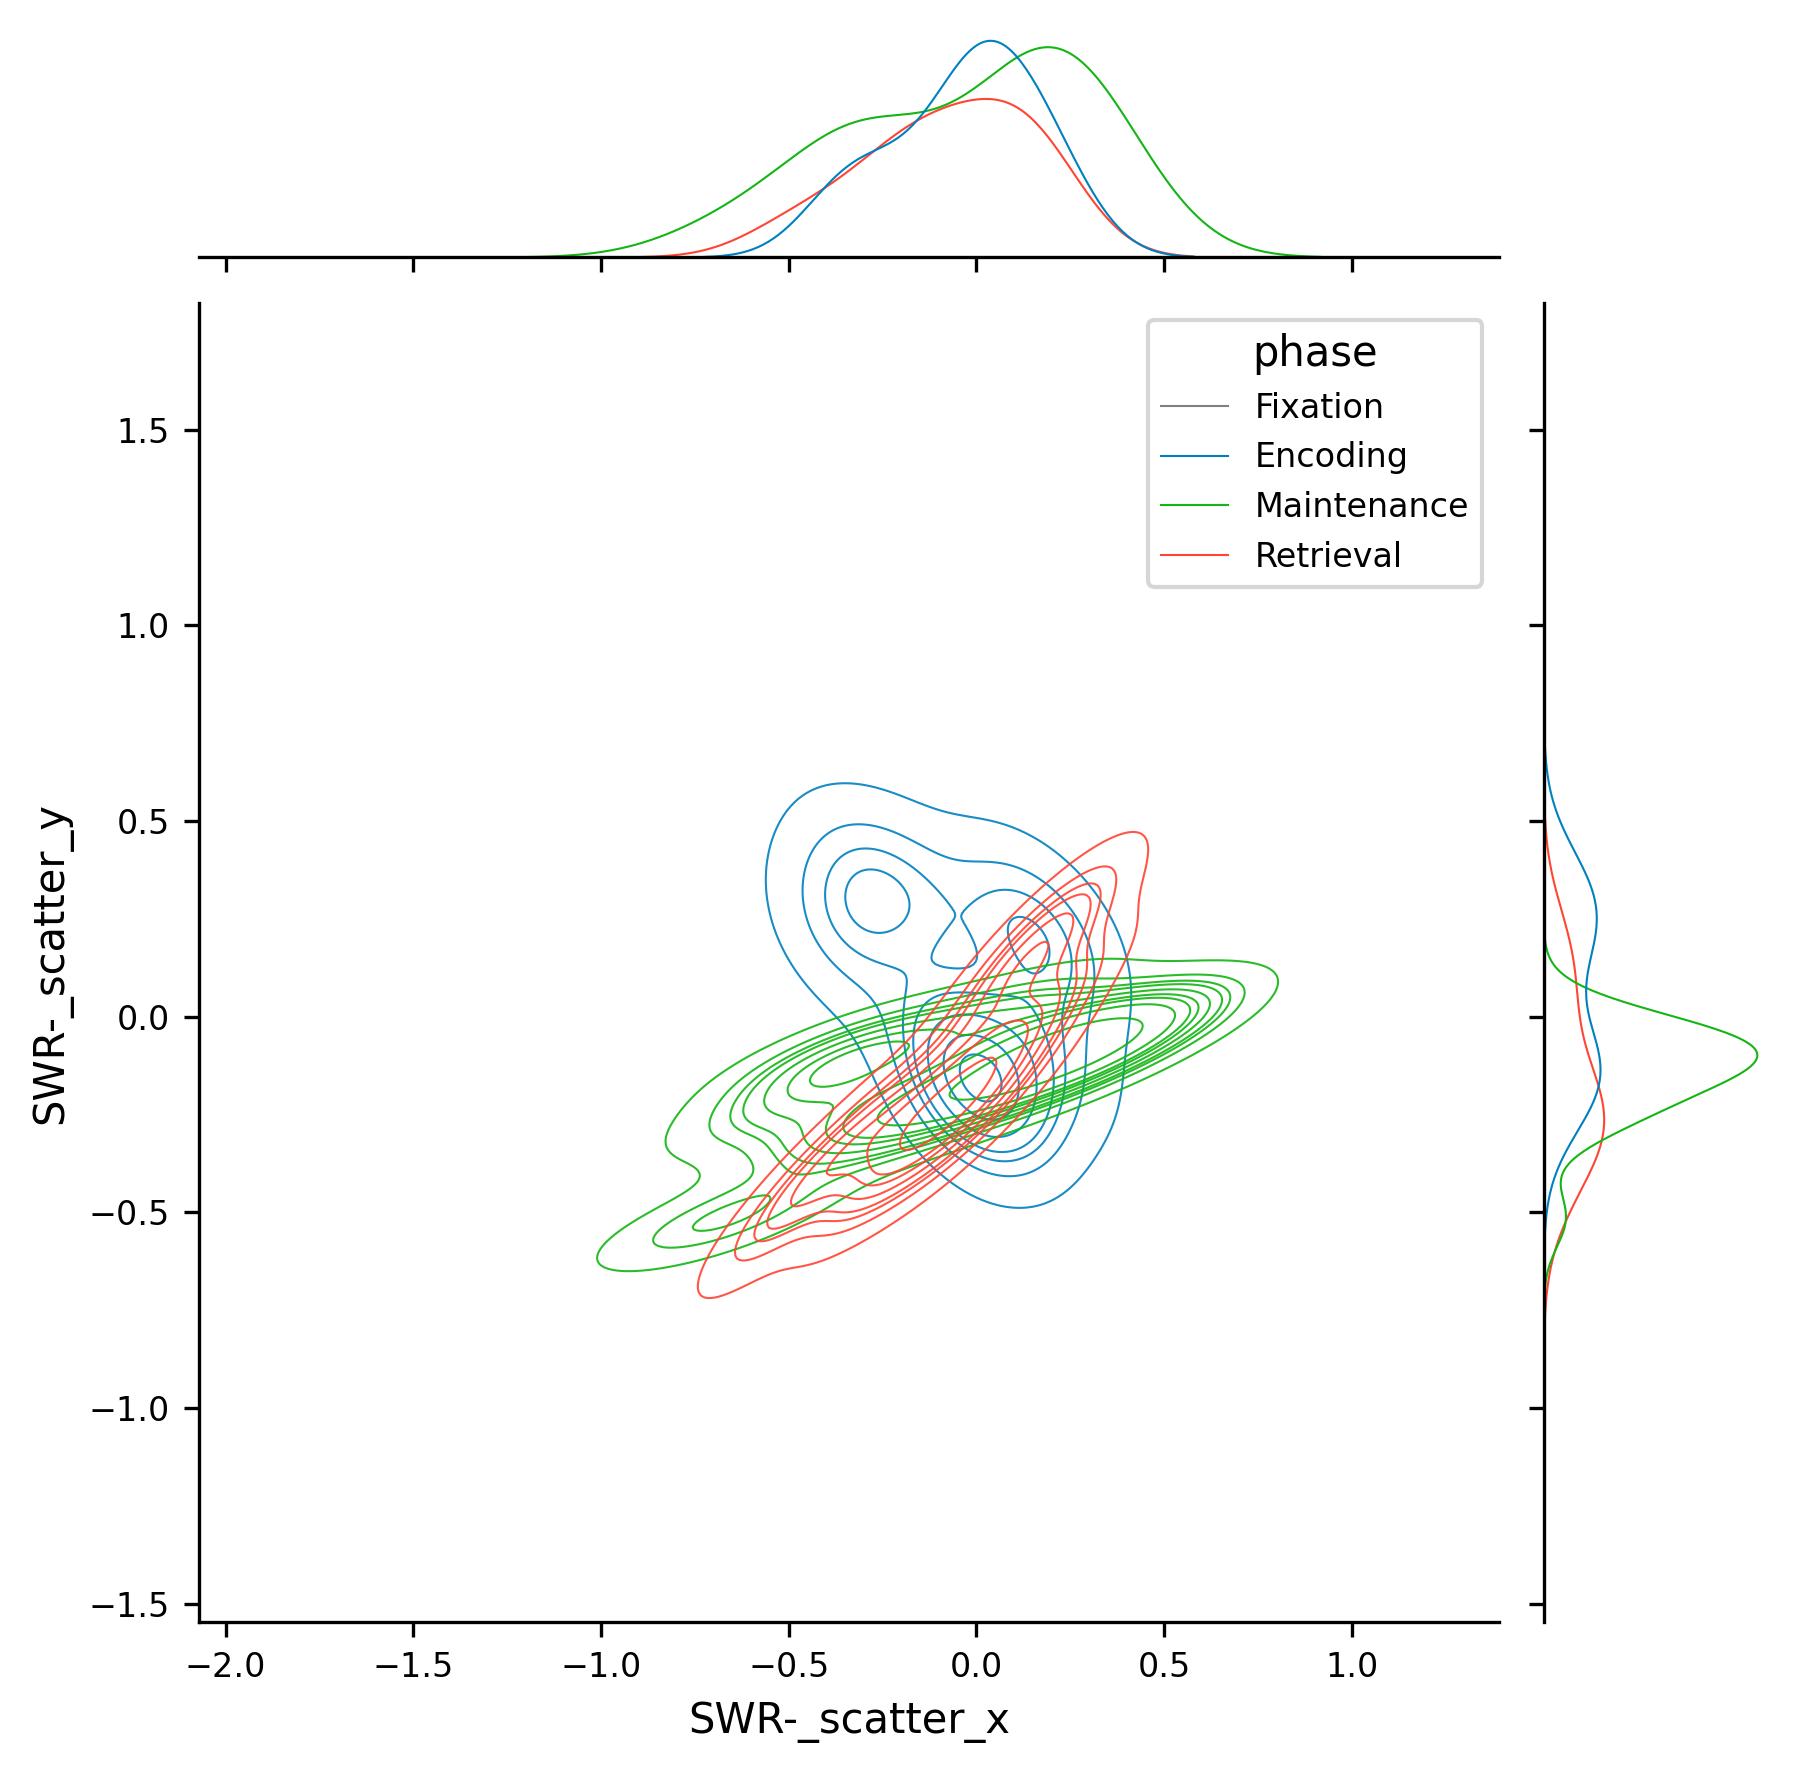 phase
Fixation
Encoding
Maintenance
Retrieval
1.5
1.0
0.5
0.0
−0.5
−1.0
−1.5
SWR-_scatter_y
−2.0 −1.5 −1.0 −0.5 0.0 0.5 1.0
SWR-_scatter_x